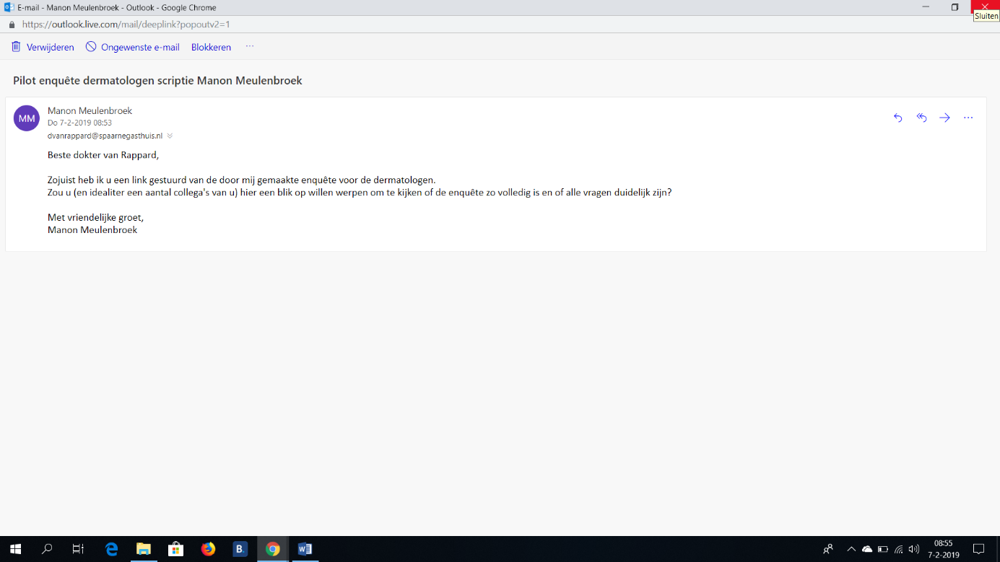 E-mail - Manon Meulenbroek - Outlook - Google Chrome
Sluiten
https://outlook.live.com/mail/deeplink?popoutv2=1
Verwijderen Ongewenste e-mail Blokkeren ...
Pilot enquête dermatologen scriptie Manon Meulenbroek
MM
Manon Meulenbroek
Do 7-2-2019 08:53
dvanrappard@spaarnegasthuis.nl
Beste dokter van Rappard,
Zojuist heb ik u een link gestuurd van de door mij gemaakte enquête voor de dermatologen.
Zou u (en idealiter een aantal collega's van u) hier een blik op willen werpen om te kijken of de enquête zo volledig is en of alle vragen duidelijk zijn?
Met vriendelijke groet,
Manon Meulenbroek
B.
08:55
7-2-2019